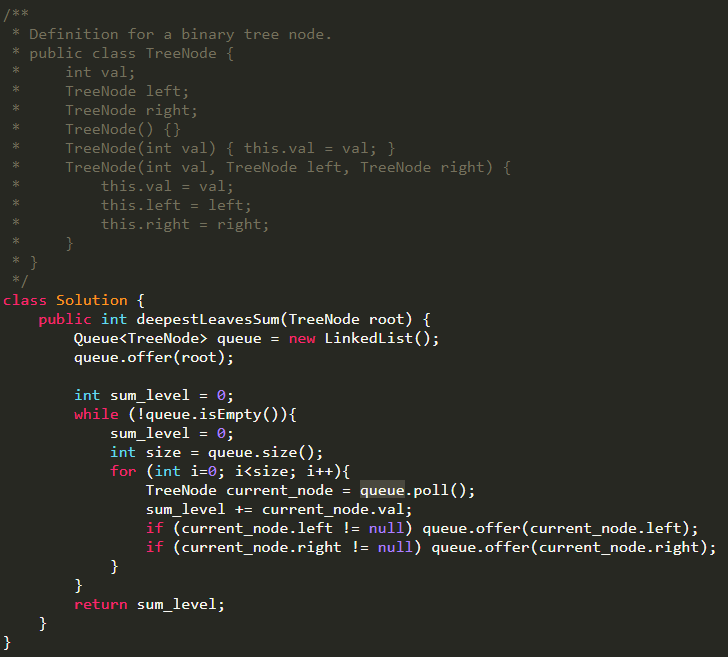 /**
 * Definition for a binary tree node.
 * public class TreeNode {
 *     int val;
 *     TreeNode left;
 *     TreeNode right;
 *     TreeNode() {}
 *     TreeNode(int val) { this.val = val; }
 *     TreeNode(int val, TreeNode left, TreeNode right) {
 *         this.val = val;
 *         this.left = left;
 *         this.right = right;
 *     }
 * }
 */
class Solution {
    public int deepestLeavesSum(TreeNode root) {
        Queue<TreeNode> queue = new LinkedList();
        queue.offer(root);

        int sum_level = 0;
        while (!queue.isEmpty()){
            sum_level = 0;
            int size = queue.size();
            for (int i=0; i<size; i++){
                TreeNode current_node = queue.poll();
                sum_level += current_node.val;
                if (current_node.left != null) queue.offer(current_node.left);
                if (current_node.right != null) queue.offer(current_node.right);
            }
        }
        return sum_level;
    }
}